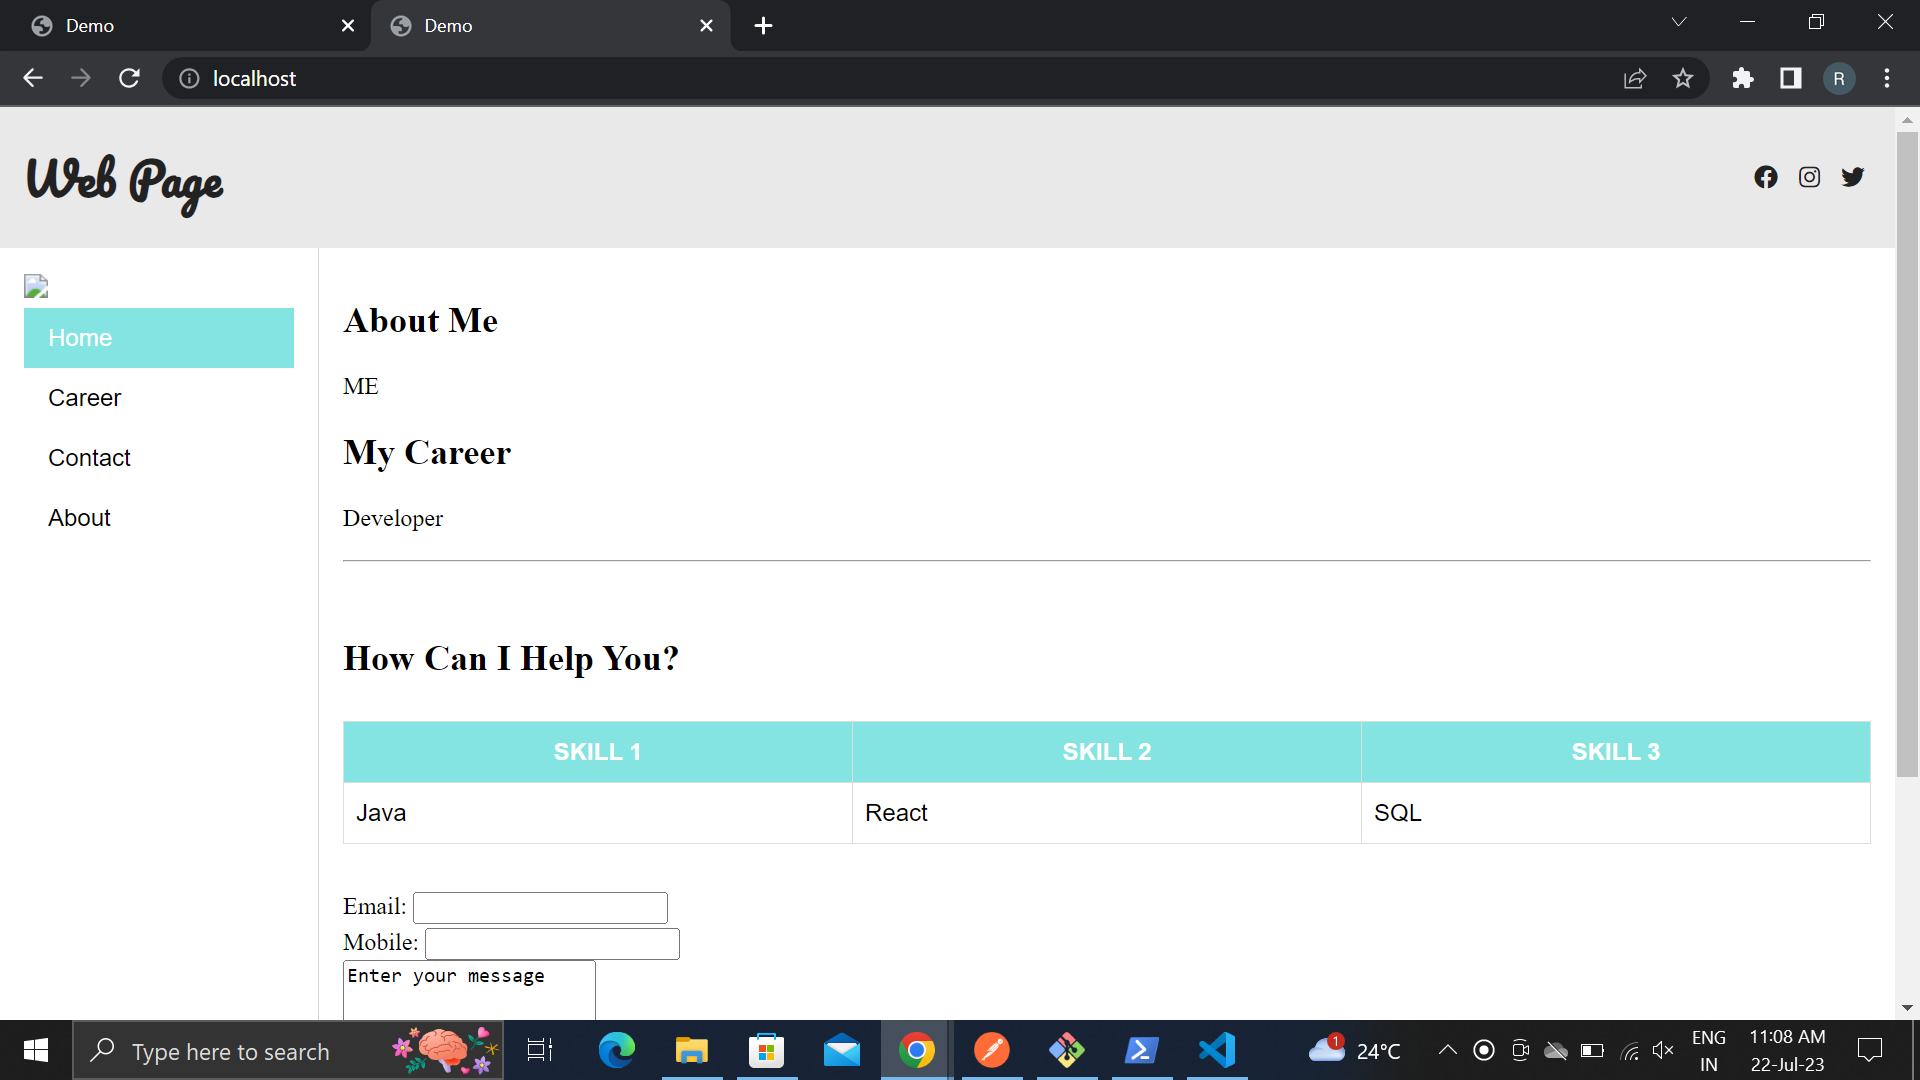 Demo
Demo
localhost
R
Web Page
Home
Career
Contact
About
About Me
ME
My Career
Developer
How Can I Help You?
SKILL 1 SKILL 2 SKILL 3
Java React SQL
Email:
Mobile:
Enter your message
Type here to search
1
24°C
ENG
IN
11:08 AM
22-Jul-23